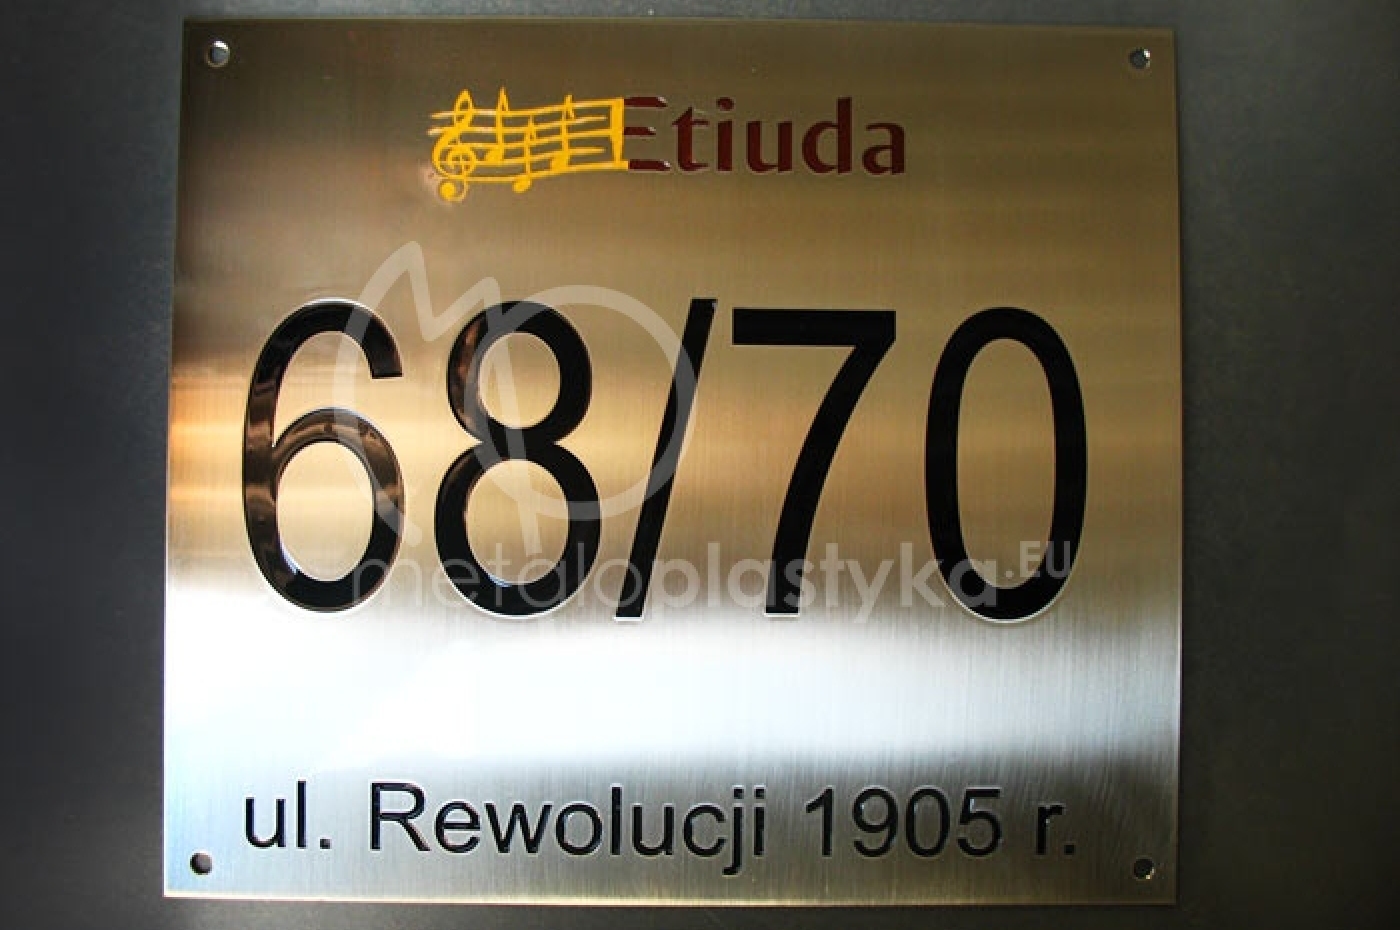 Etiuda
68/70
metaloplastyka.EU
ul. Rewolucji 1905 r.